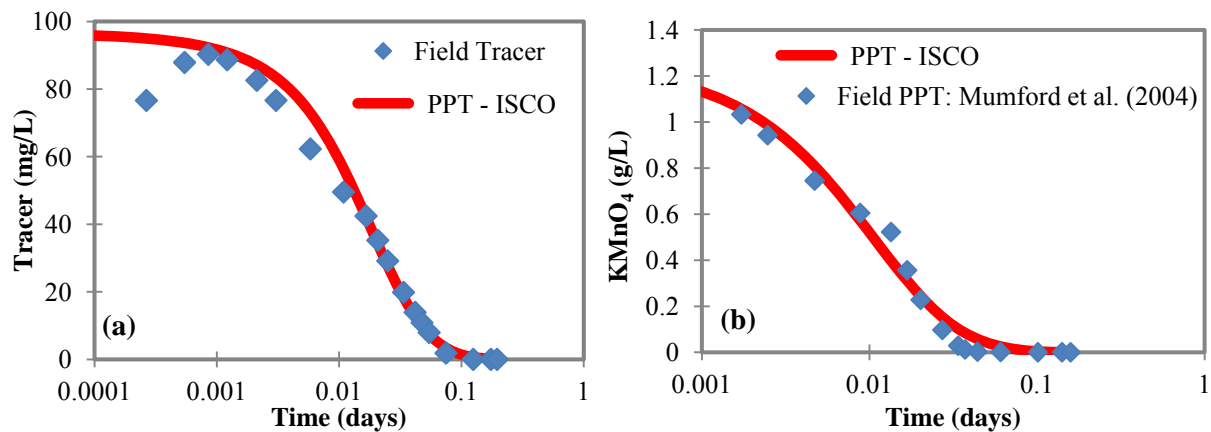 100
80
60
40
20
0
Tracer (mg/L)
Field Tracer
PPT - ISCO
(a)
0.0001
0.001
0.01
0.1
1
Time (days)
1.4
1.2
1
0.8
0.6
0.4
0.2
0
KMnO4 (g/L)
PPT - ISCO
Field PPT: Mumford et al. (2004)
(b)
0.001
0.01
0.1
1
Time (days)